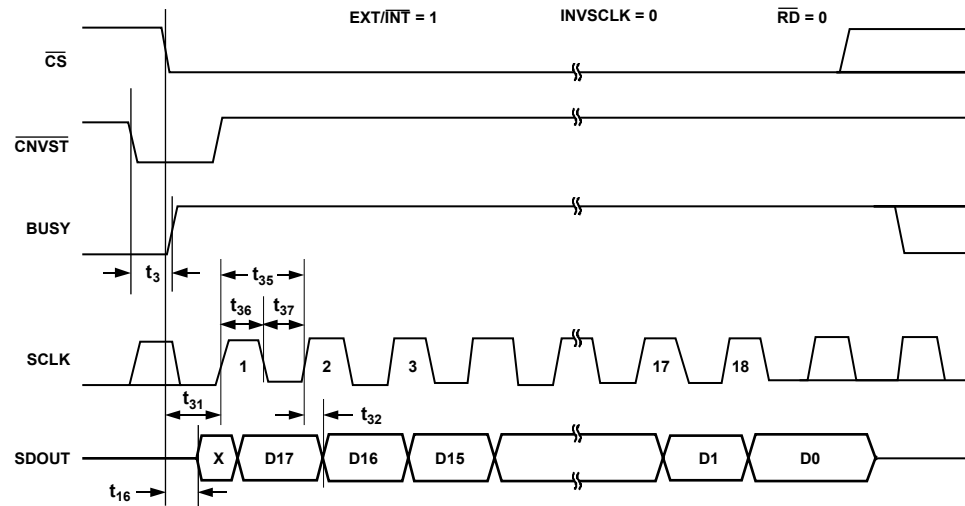 EXT/INT = 1 INVSCLK = 0 RD = 0
CS
CNVST
BUSY
t3 t35
t36 t37
SCLK 1 2 3 17 18
t31 t32
SDOUT X D17 D16 D15 D1 D0
t16